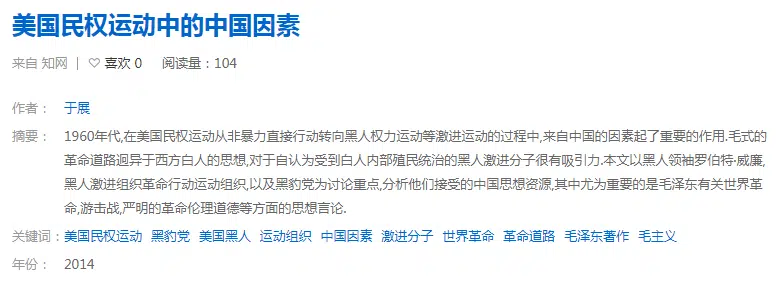 美国民权运动中的中国因素
来自 知网 | ♡ 喜欢 0 阅读量：104
作者： 于展
摘要： 1960年代,在美国民权运动从非暴力直接行动转向黑人权力运动等激进运动的过程中,来自中国的因素起了重要的作用.毛式的
革命道路迥异于西方白人的思想,对于自认为受到白人内部殖民统治的黑人激进分子很有吸引力.本文以黑人领袖罗伯特·威廉,
黑人激进组织革命行动运动组织,以及黑豹党为讨论重点,分析他们接受的中国思想资源,其中尤为重要的是毛泽东有关世界革
命,游击战,严明的革命伦理道德等方面的思想言论.
关键词： 美国民权运动 黑豹党 美国黑人 运动组织 中国因素 激进分子 世界革命 革命道路 毛泽东著作 毛主义
年份： 2014